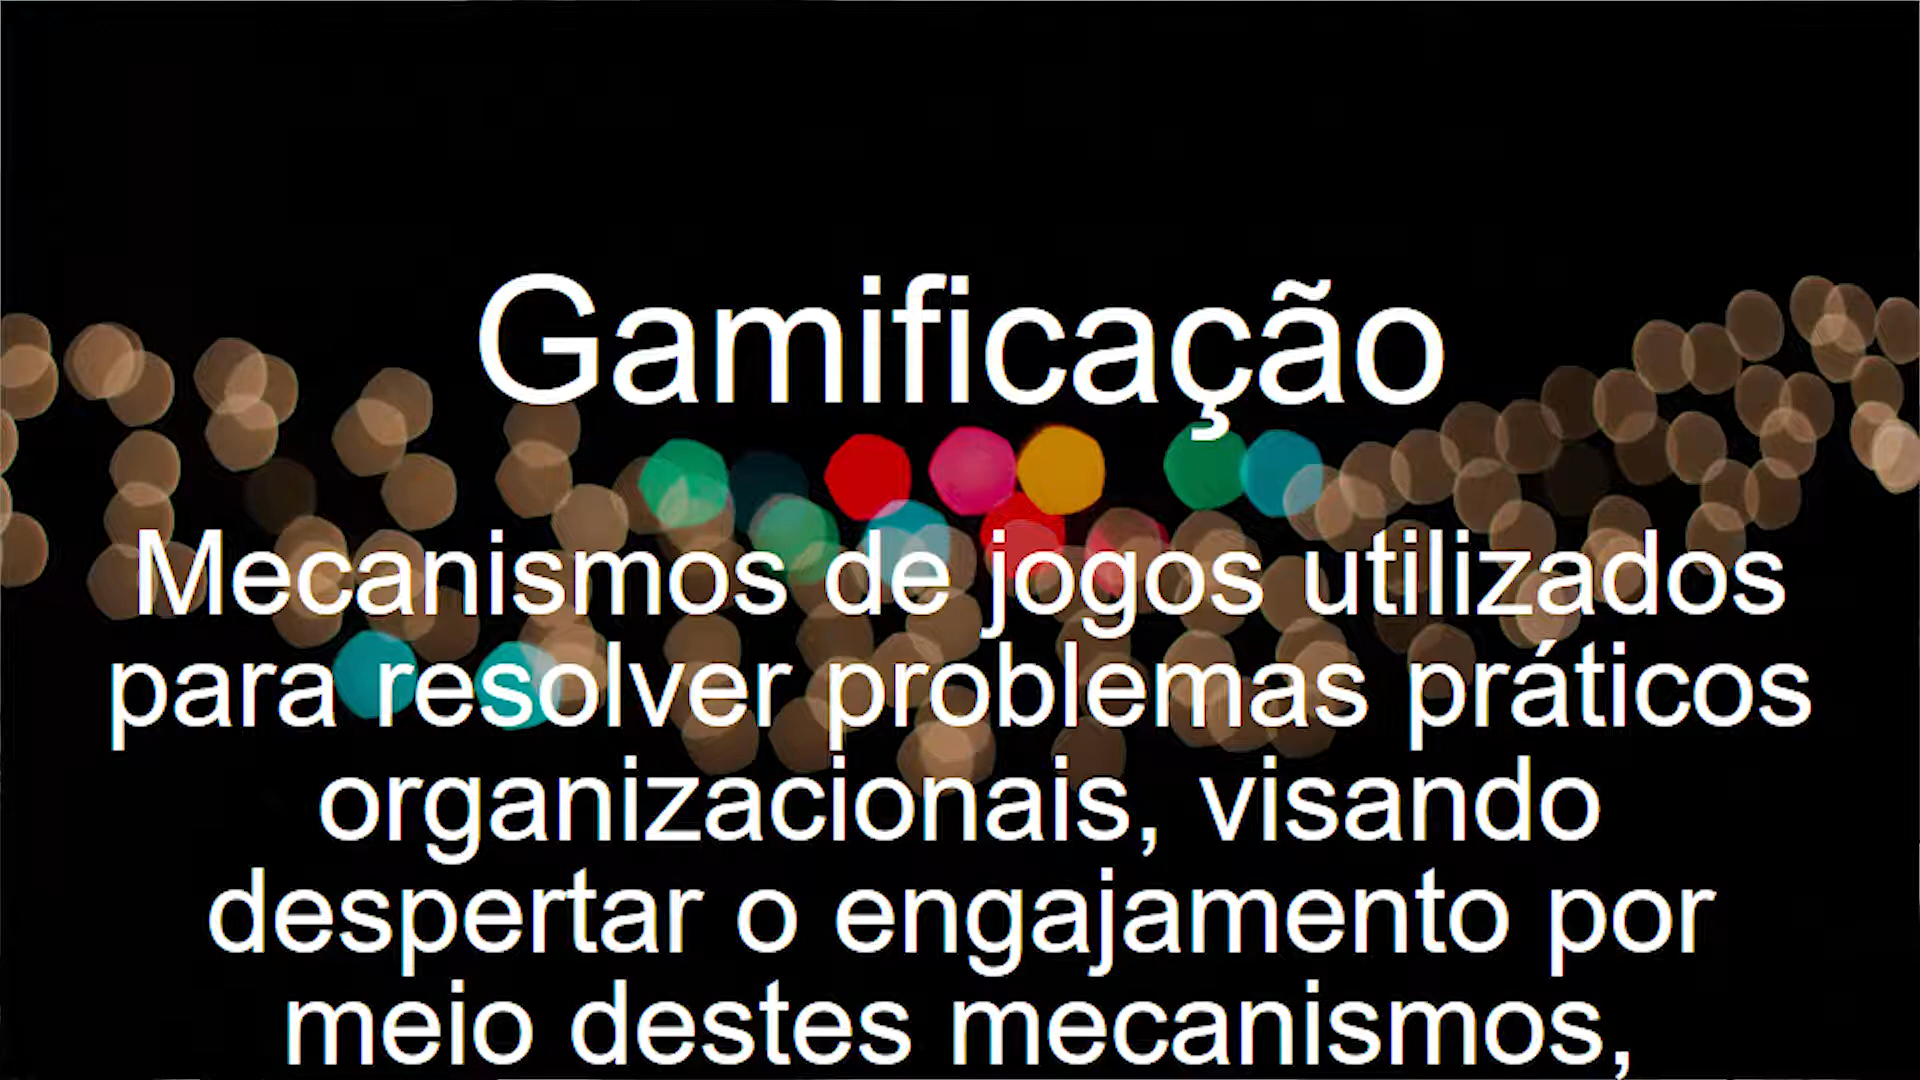 Gamificação
Mecanismos de jogos utilizados
para resolver problemas práticos
organizacionais, visando
despertar o engajamento por
meio destes mecanismos,